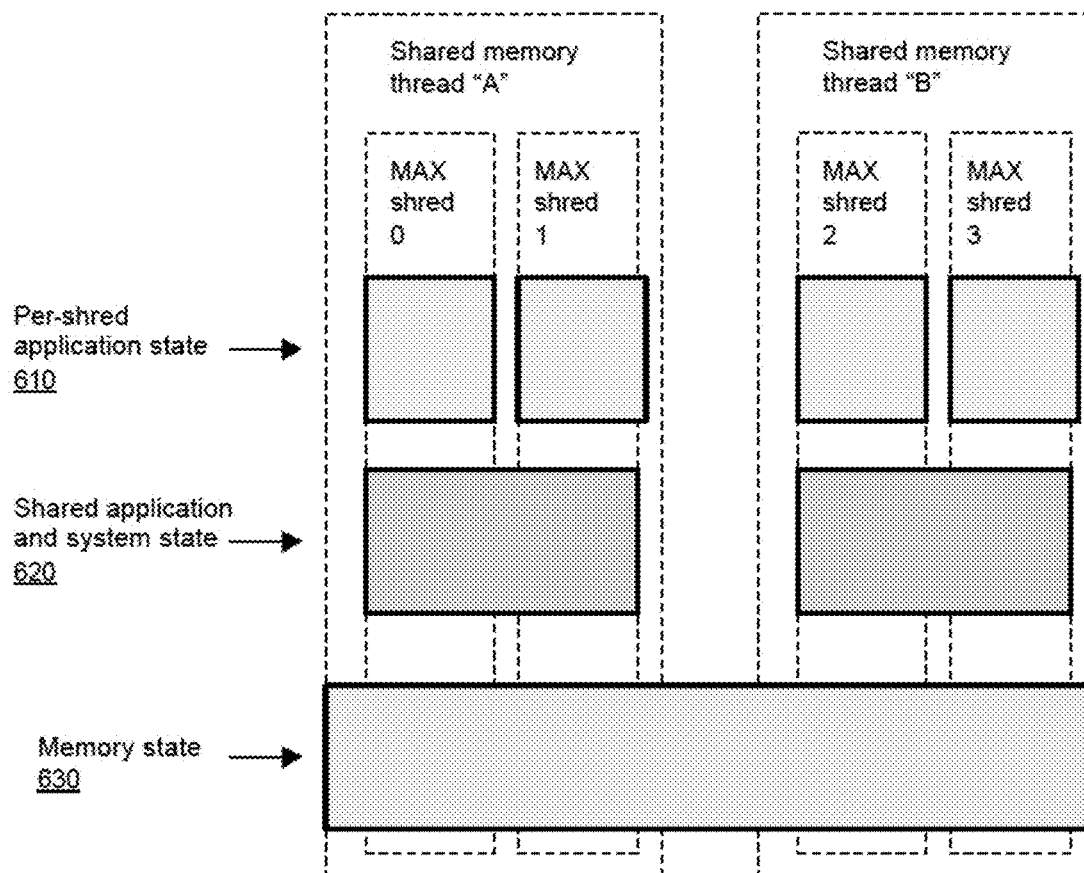 Shared memory
thread "A"
Shared memory
thread "B"
MAX
shred
0
MAX
shred
1
MAX
shred
2
MAX
shred
3
Per-shred
application state
610
Shared application
and system state
620
Memory state
630